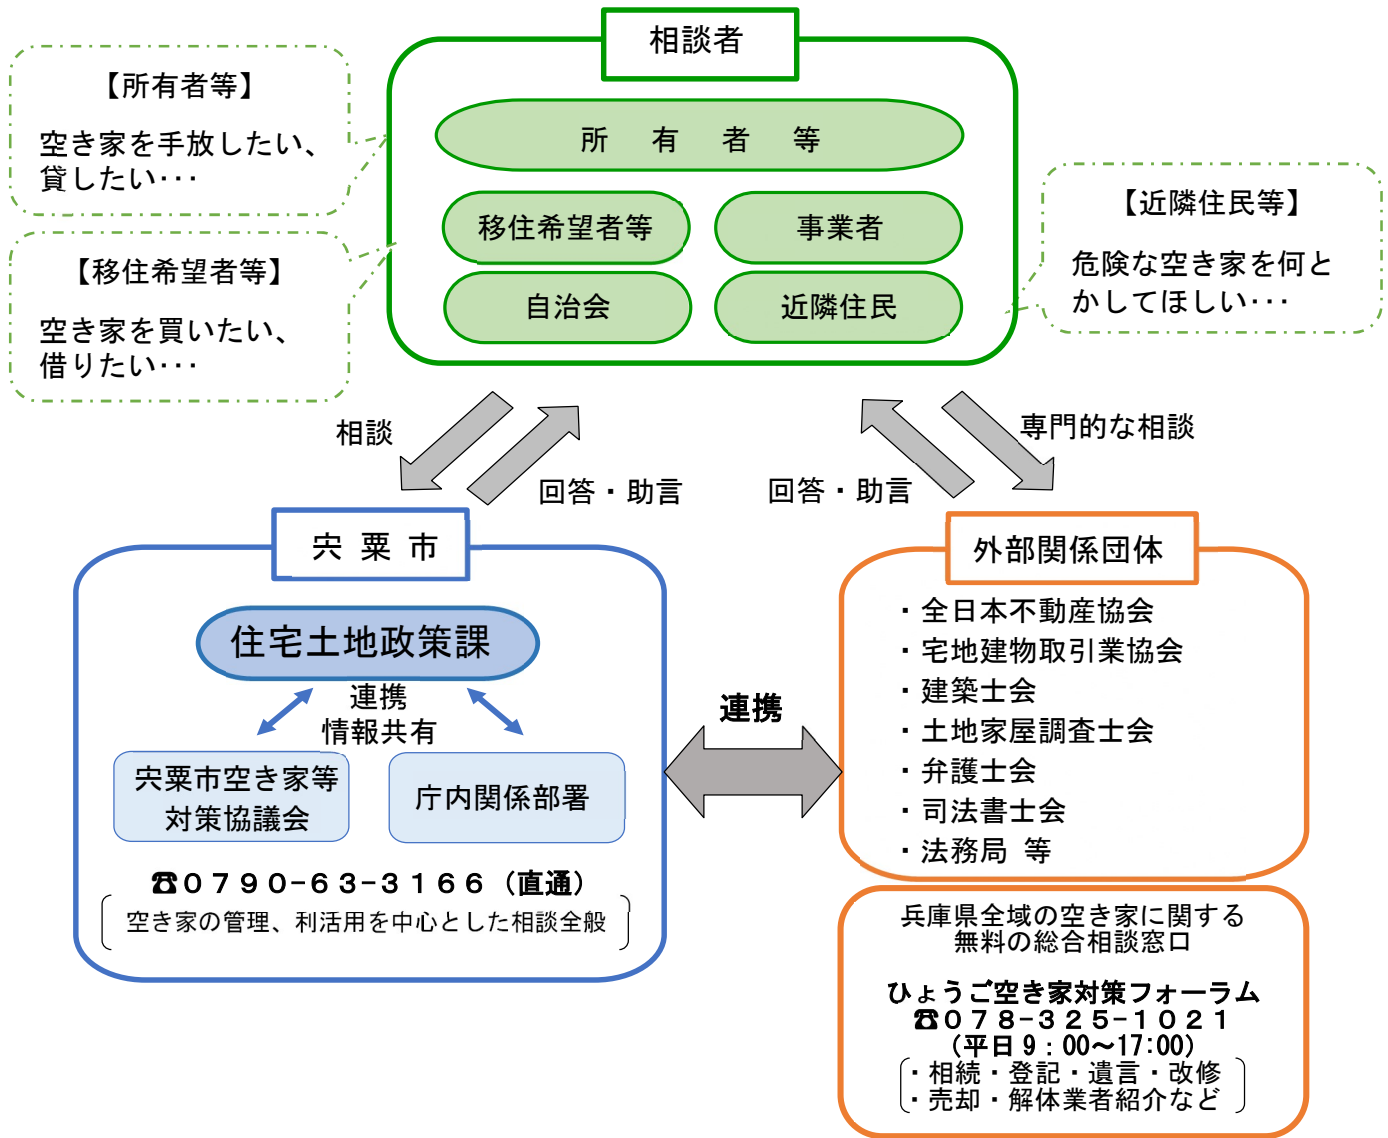 相談者
【所有者等】
空き家を手放したい、
貸したい・・・
所　有　者　等
移住希望者等
事業者
自治会
近隣住民
【移住希望者等】
空き家を買いたい、
借りたい・・・
【近隣住民等】
危険な空き家を何と
かしてほしい・・・
相談
回答・助言
回答・助言
専門的な相談
宍 粟 市
住宅土地政策課
連携
情報共有
宍粟市空き家等
対策協議会
庁内関係部署
☎０７９０-６３-３１６６（直通）
空き家の管理、利活用を中心とした相談全般
連携
外部関係団体
・全日本不動産協会
・宅地建物取引業協会
・建築士会
・土地家屋調査士会
・弁護士会
・司法書士会
・法務局 等
兵庫県全域の空き家に関する
無料の総合相談窓口
ひょうご空き家対策フォーラム
☎０７８-３２５-１０２１
(平日 9：00～17:00)
・相続・登記・遺言・改修
・売却・解体業者紹介など